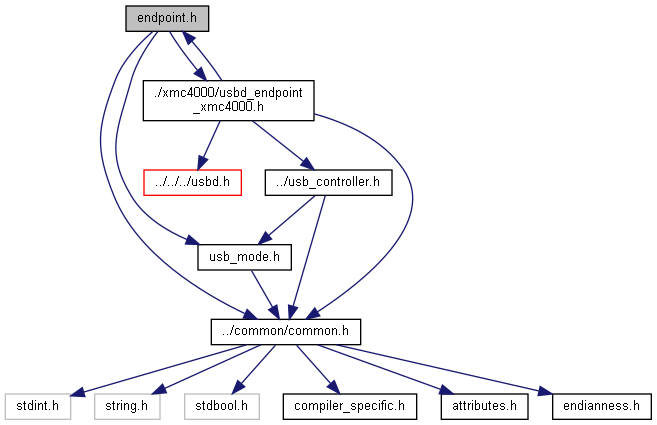 endpoint.h
./xmc4000/usbd_endpoint
_xmc4000.h
../../../usbd.h
../usb_controller.h
usb_mode.h
../common/common.h
stdint.h
string.h
stdbool.h
compiler_specific.h
attributes.h
endianness.h